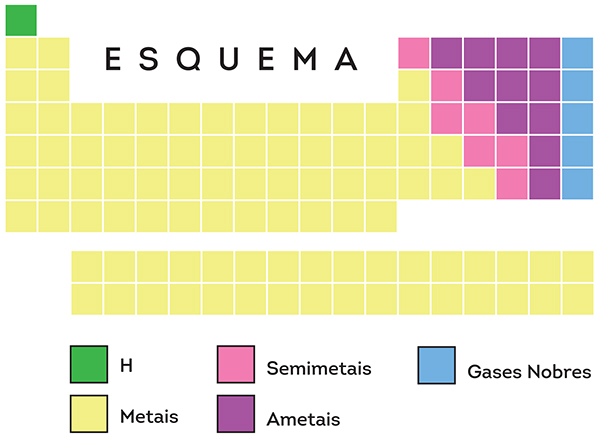 ESQUEMA
H
Semimetais
Gases Nobres
Metais
Ametais